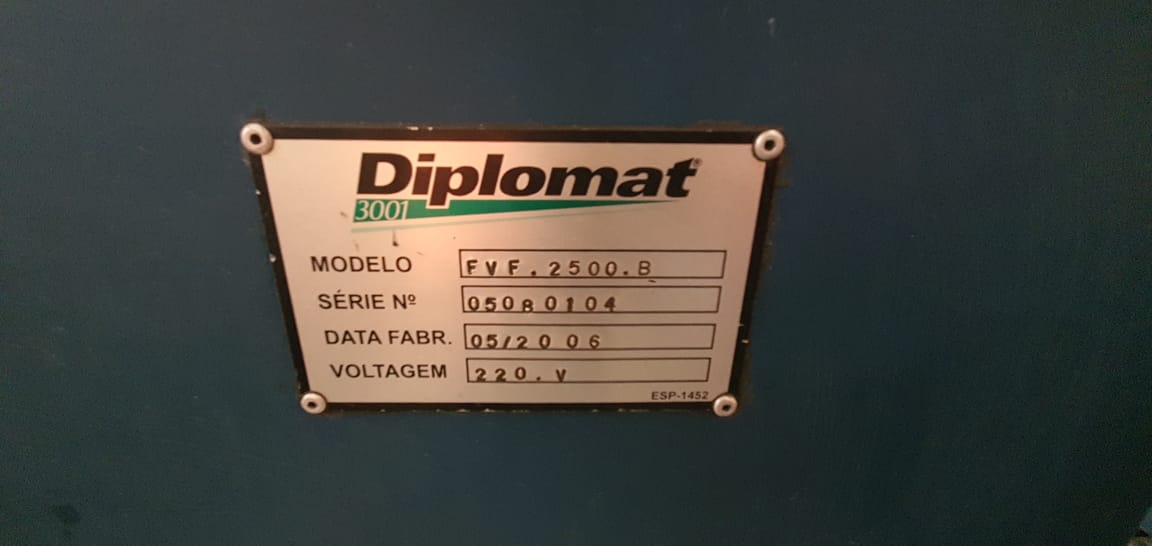 Diplomat®
3001
MODELO FVF.2500.B
SÉRIE Nº 05080104
DATA FABR. 05/2006
VOLTAGEM 220.V
ESP-1452